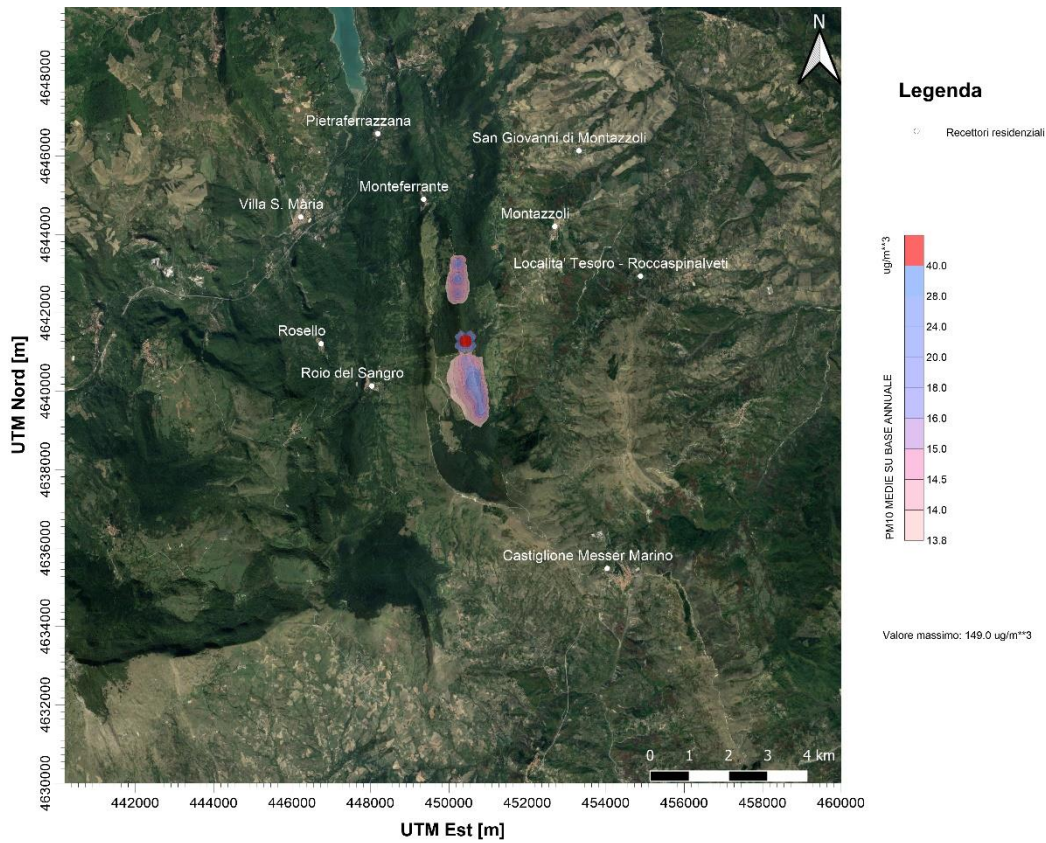 N
Pietraferrazzana
San Giovanni di Montazzoli
Monteferrante
Villa S. Maria
Montazzoli
Localita' Tesoro - Roccaspinalveti
Rosello
Roio del Sangro
Castiglione Messer Marino
0 1 2 3 4 km
4648000
4646000
4644000
4642000
4640000
4638000
4636000
4634000
4632000
4630000
UTM Nord [m]
442000 444000 446000 448000 450000 452000 454000 456000 458000 460000
UTM Est [m]
Legenda
Recettori residenziali
ug/m**3
40.0
28.0
24.0
20.0
18.0
16.0
15.0
14.5
14.0
13.8
PM10 MEDIE SU BASE ANNUALE
Valore massimo: 149.0 ug/m**3